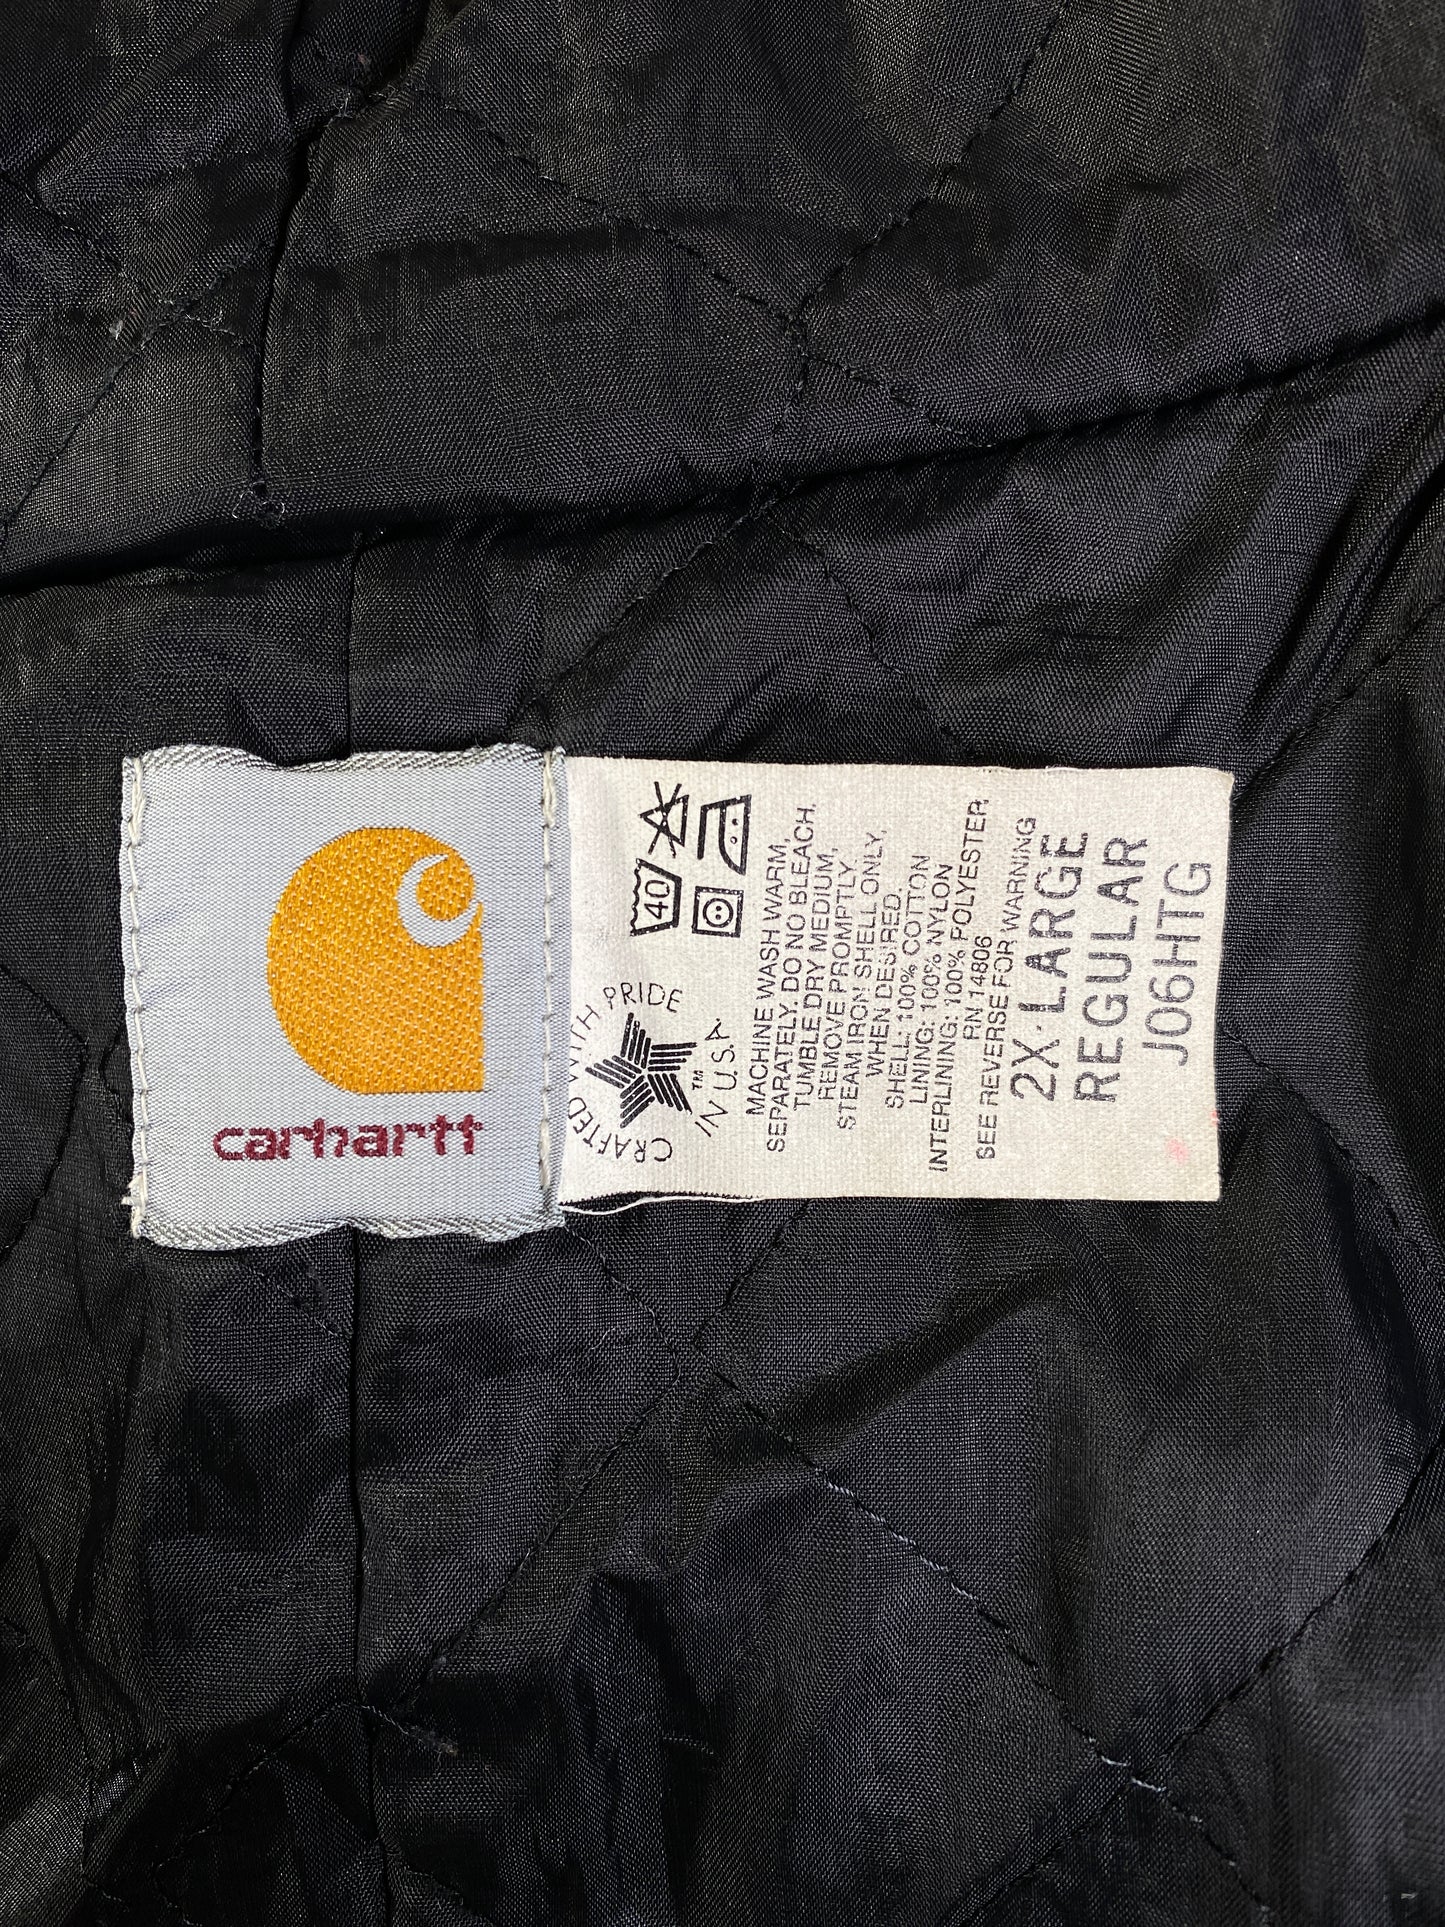 carhartt
CRAFTED WITH PRIDE
IN U.S.A.
TM
40
MACHINE WASH WARM,
SEPARATELY. DO NO BLEACH.
TUMBLE DRY MEDIUM,
REMOVE PROMPTLY.
STEAM IRON SHELL ONLY,
WHEN DESIRED.
SHELL: 100% COTTON
LINING: 100% NYLON
INTERLINING: 100% POLYESTER
RN 14806
SEE REVERSE FOR WARNING
2X-LARGE
REGULAR
J06HTG